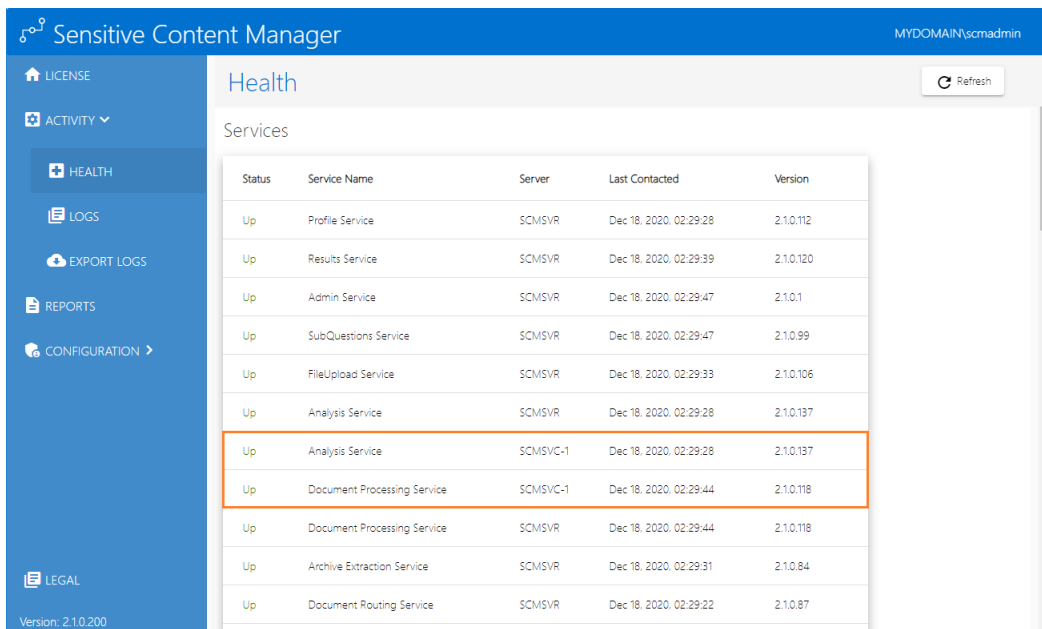 Sensitive Content Manager
MYDOMAIN\scmadmin
LICENSE
ACTIVITY
HEALTH
LOGS
EXPORT LOGS
REPORTS
CONFIGURATION
LEGAL
Version: 2.1.0.200
Health
Refresh
Services
Status Service Name Server Last Contacted Version
Up Profile Service SCMSVR Dec 18, 2020, 02:29:28 2.1.0.112
Up Results Service SCMSVR Dec 18, 2020, 02:29:39 2.1.0.120
Up Admin Service SCMSVR Dec 18, 2020, 02:29:47 2.1.0.1
Up SubQuestions Service SCMSVR Dec 18, 2020, 02:29:47 2.1.0.99
Up FileUpload Service SCMSVR Dec 18, 2020, 02:29:33 2.1.0.106
Up Analysis Service SCMSVR Dec 18, 2020, 02:29:28 2.1.0.137
Up Analysis Service SCMSVC-1 Dec 18, 2020, 02:29:28 2.1.0.137
Up Document Processing Service SCMSVC-1 Dec 18, 2020, 02:29:44 2.1.0.118
Up Document Processing Service SCMSVR Dec 18, 2020, 02:29:44 2.1.0.118
Up Archive Extraction Service SCMSVR Dec 18, 2020, 02:29:31 2.1.0.84
Up Document Routing Service SCMSVR Dec 18, 2020, 02:29:22 2.1.0.87